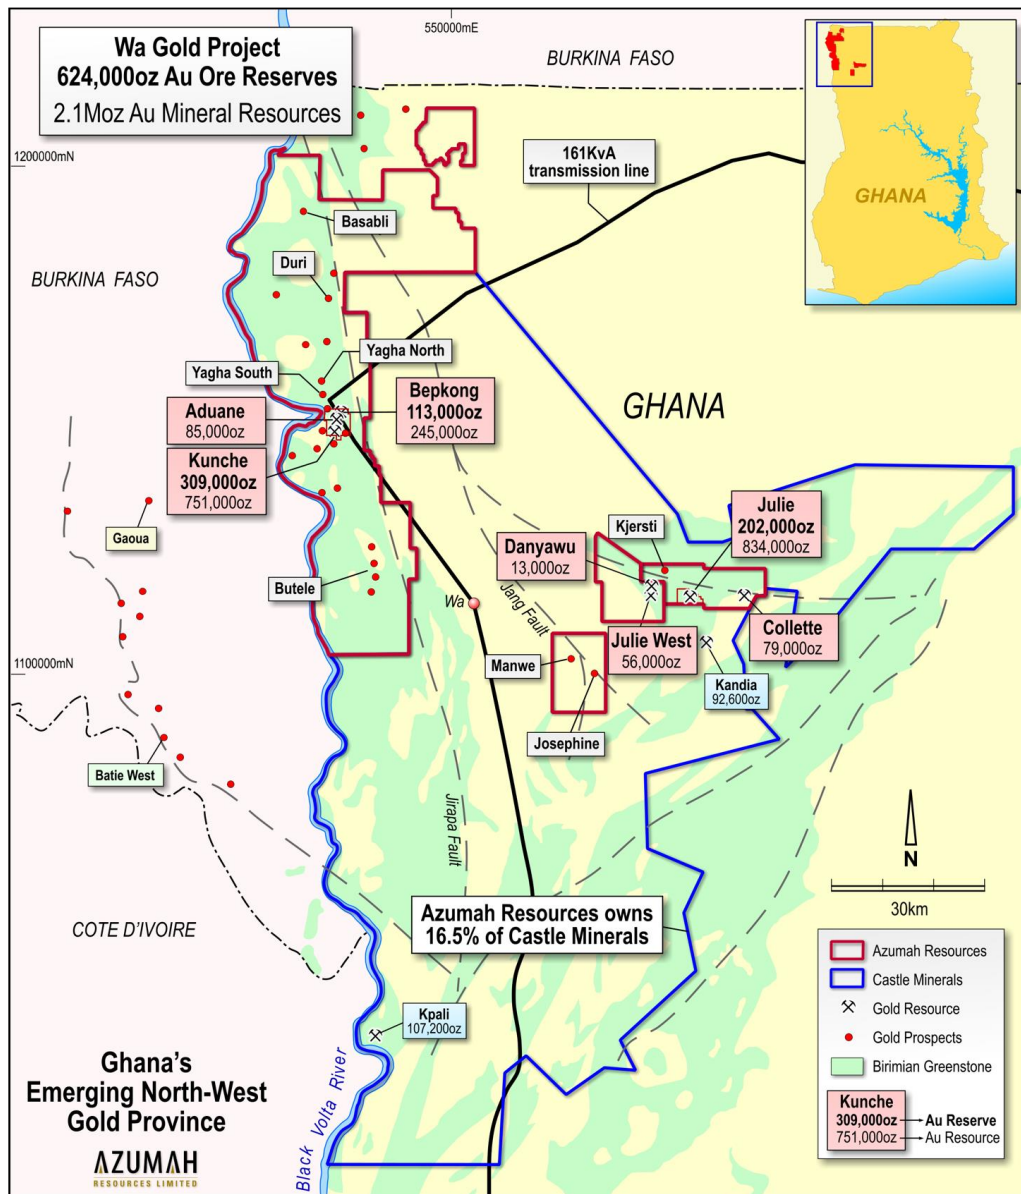 550000mE
Wa Gold Project
624,000oz Au Ore Reserves
2.1Moz Au Mineral Resources
BURKINA FASO
1200000mN
161KvA
transmission line
GHANA
Basabli
Duri
BURKINA FASO
Yagha North
Yagha South
Bepkong
113,000oz
245,000oz
Aduane
85,000oz
Kunche
309,000oz
751,000oz
GHANA
Gaoua
Julie
202,000oz
834,000oz
Kjersti
Danyawu
13,000oz
Butele
Wa
Jang Fault
Julie West
56,000oz
Collette
79,000oz
Manwe
1100000mN
Kandia
92,600oz
Josephine
Batie West
Jirapa Fault
N
30km
COTE D'IVOIRE
Azumah Resources owns
16.5% of Castle Minerals
Azumah Resources
Castle Minerals
Gold Resource
Gold Prospects
Birimian Greenstone
Kunche
309,000oz Au Reserve
751,000oz Au Resource
Kpali
107,200oz
Black Volta River
Ghana's
Emerging North-West
Gold Province
AZUMAH
RESOURCES LIMITED